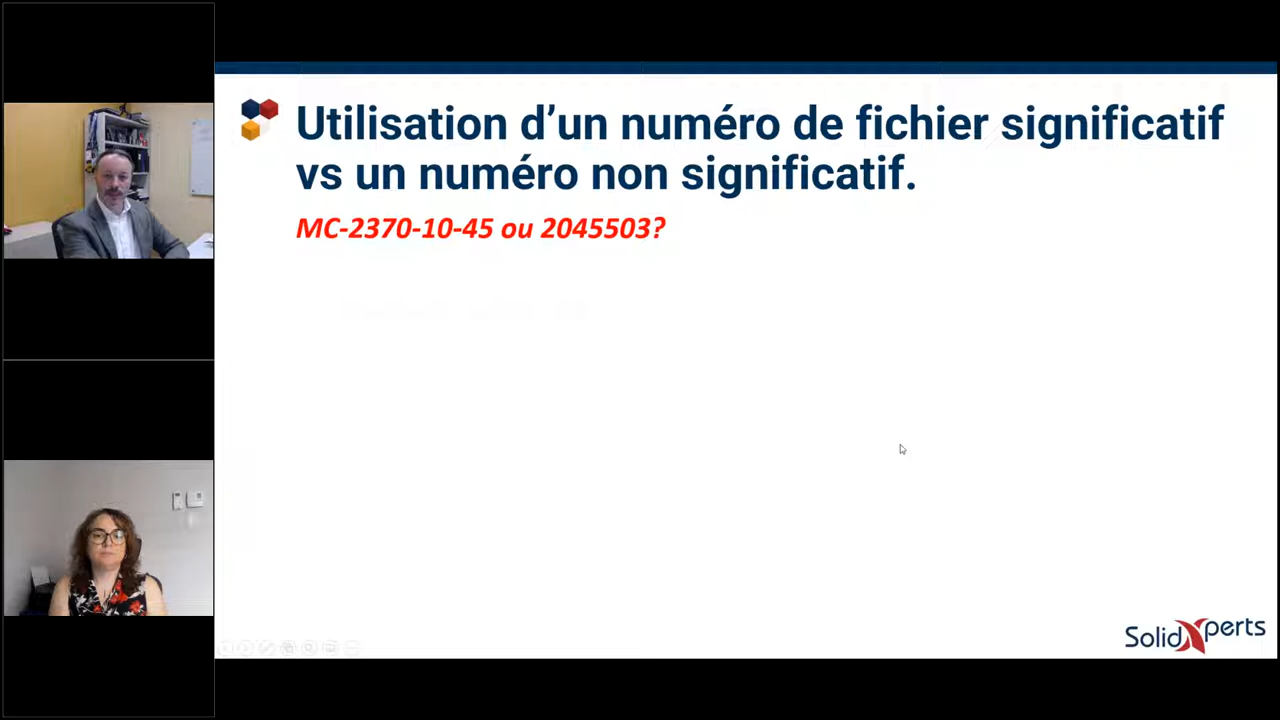 Utilisation d’un numéro de fichier significatif
vs un numéro non significatif.
MC-2370-10-45 ou 2045503?
SolidXperts